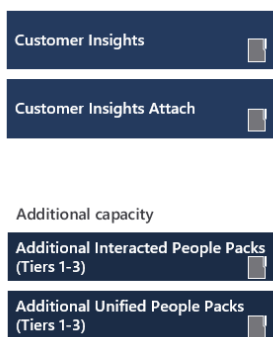 Customer Insights
Customer Insights Attach
Additional capacity
Additional Interacted People Packs
(Tiers 1-3)
Additional Unified People Packs
(Tiers 1-3)